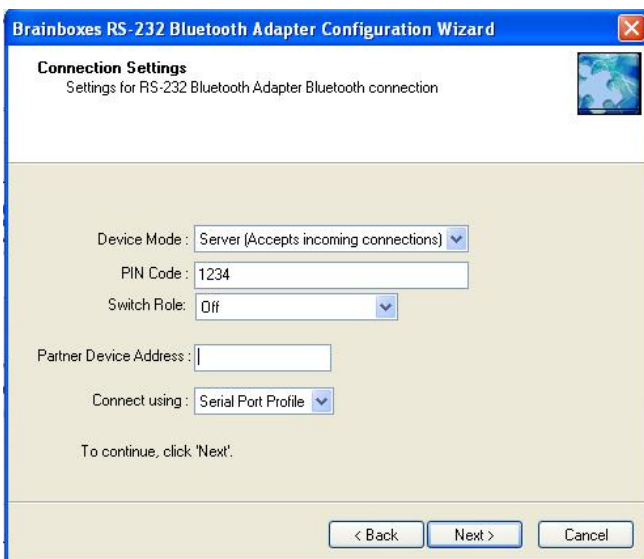 Brainboxes RS-232 Bluetooth Adapter Configuration Wizard
Connection Settings
Settings for RS-232 Bluetooth Adapter Bluetooth connection
Device Mode : Server (Accepts incoming connections)
PIN Code : 1234
Switch Role: Off
Partner Device Address :
Connect using : Serial Port Profile
To continue, click 'Next'.
< Back Next > Cancel